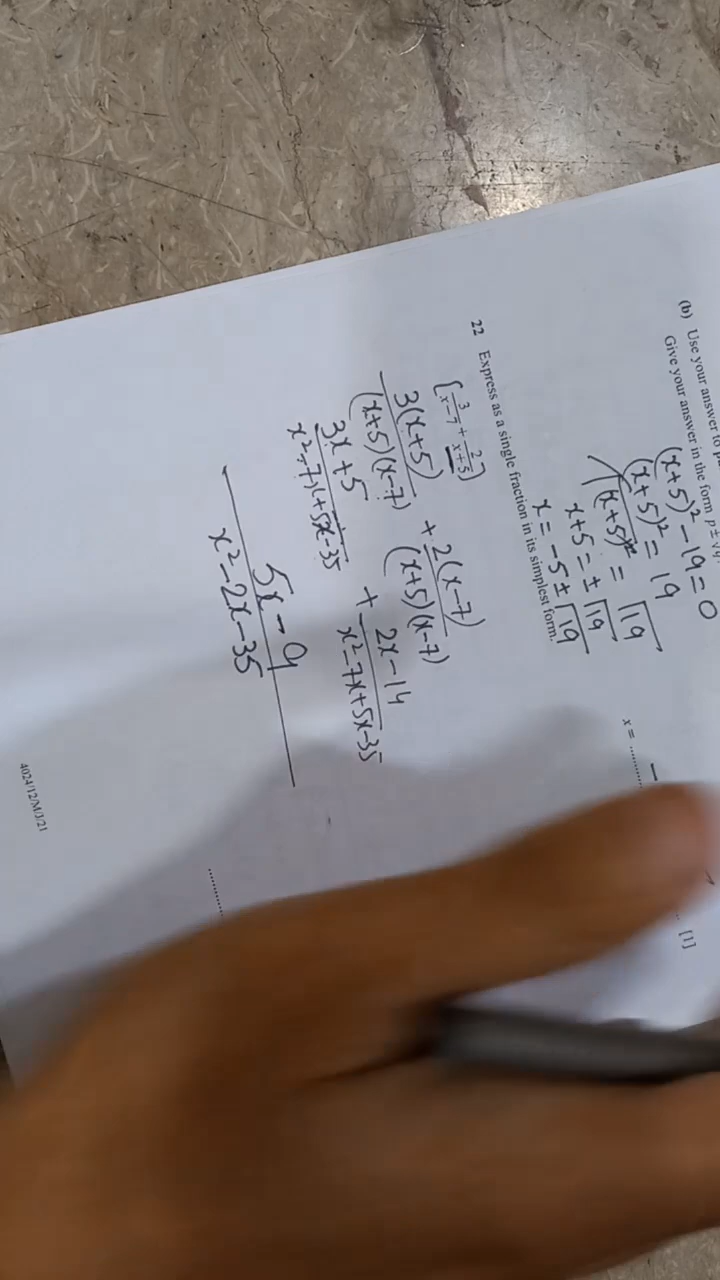 (b) Use your answer to
Give your answer in the form p ± √q.
(x+5)² − 19 = 0
(x+5)² = 19
√(x+5)² = √19
x+5 = ± √19
x = −5 ± √19
x = ..........
[1]
22 Express as a single fraction in its simplest form.
[3/(x−7) + 2/(x+5)]
3(x+5)/((x+5)(x−7)) + 2(x−7)/((x+5)(x−7))
3x+5/(x²−7x+5x−35) + 2x−14/(x²−7x+5x−35)
5x−9/(x²−2x−35)
..........
4024/12/M/J/21